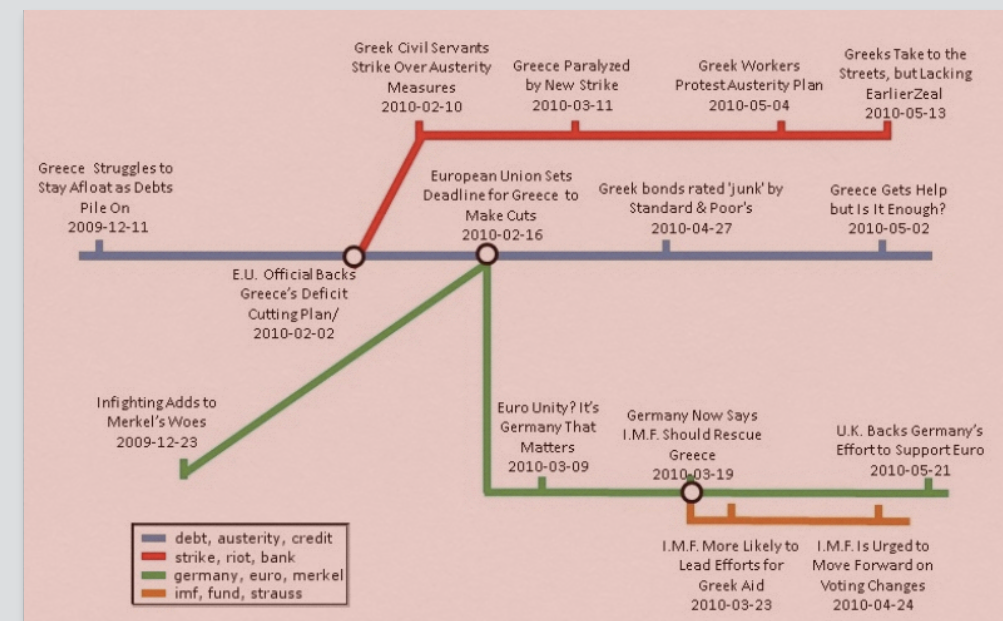 Greek Civil Servants
Strike Over Austerity
Measures
2010-02-10
Greece Paralyzed
by New Strike
2010-03-11
Greek Workers
Protest Austerity Plan
2010-05-04
Greeks Take to the
Streets, but Lacking
EarlierZeal
2010-05-13
Greece Struggles to
Stay Afloat as Debts
Pile On
2009-12-11
European Union Sets
Deadline for Greece to
Make Cuts
2010-02-16
Greek bonds rated 'junk' by
Standard & Poor's
2010-04-27
Greece Gets Help
but Is It Enough?
2010-05-02
E.U. Official Backs
Greece's Deficit
Cutting Plan/
2010-02-02
Infighting Adds to
Merkel's Woes
2009-12-23
Euro Unity? It's
Germany That
Matters
2010-03-09
Germany Now Says
I.M.F. Should Rescue
Greece
2010-03-19
U.K. Backs Germany's
Effort to Support Euro
2010-05-21
debt, austerity, credit
strike, riot, bank
germany, euro, merkel
imf, fund, strauss
I.M.F. More Likely to
Lead Efforts for
Greek Aid
2010-03-23
I.M.F. Is Urged to
Move Forward on
Voting Changes
2010-04-24